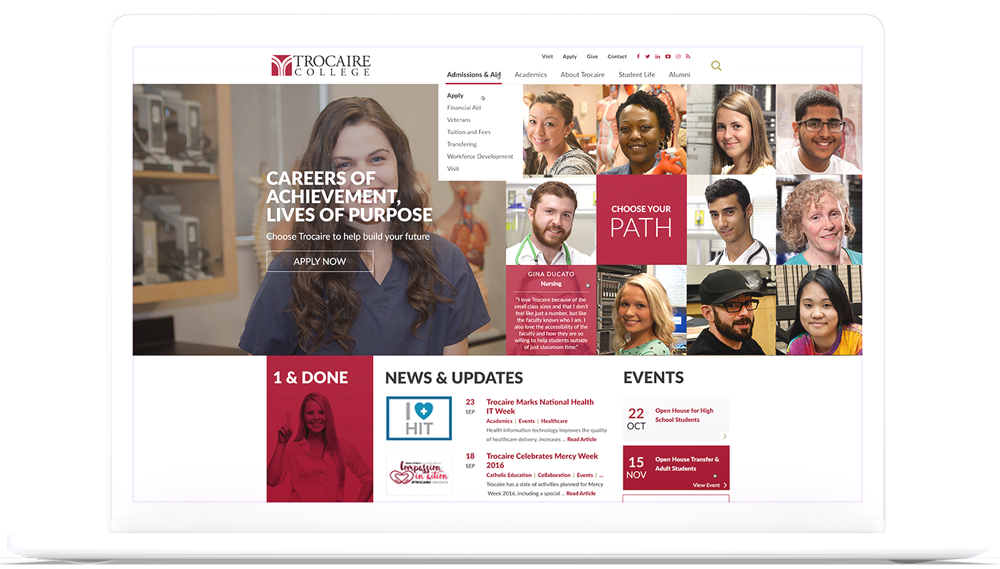 TROCAIRE
COLLEGE
Visit Apply Give Contact
Admissions & Aid Academics About Trocaire Student Life Alumni
Apply
Financial Aid
Veterans
Tuition and Fees
Transfering
Workforce Development
Visit
CAREERS OF
ACHIEVEMENT,
LIVES OF PURPOSE
Choose Trocaire to help build your future
APPLY NOW
CHOOSE YOUR
PATH
GINA DUCATO
Nursing
"I love Trocaire because of the
small class sizes and that I don't
feel like just a number, but like
the faculty knows who I am. I
also love the accessibility of the
faculty and how they are so
willing to help students outside
of just classroom time."
1 & DONE
NEWS & UPDATES
I
HIT
23
SEP
Trocaire Marks National Health
IT Week
Academics | Events | Healthcare
Health information technology improves the quality
of healthcare delivery, increases ... Read Article
Compassion
in action
18
SEP
Trocaire Celebrates Mercy Week
2016
Catholic Education | Collaboration | Events | ...
Trocaire has a slate of activities planned for Mercy
Week 2016, including a special ... Read Article
EVENTS
22
OCT
Open House for High
School Students
15
NOV
Open House Transfer &
Adult Students
View Event